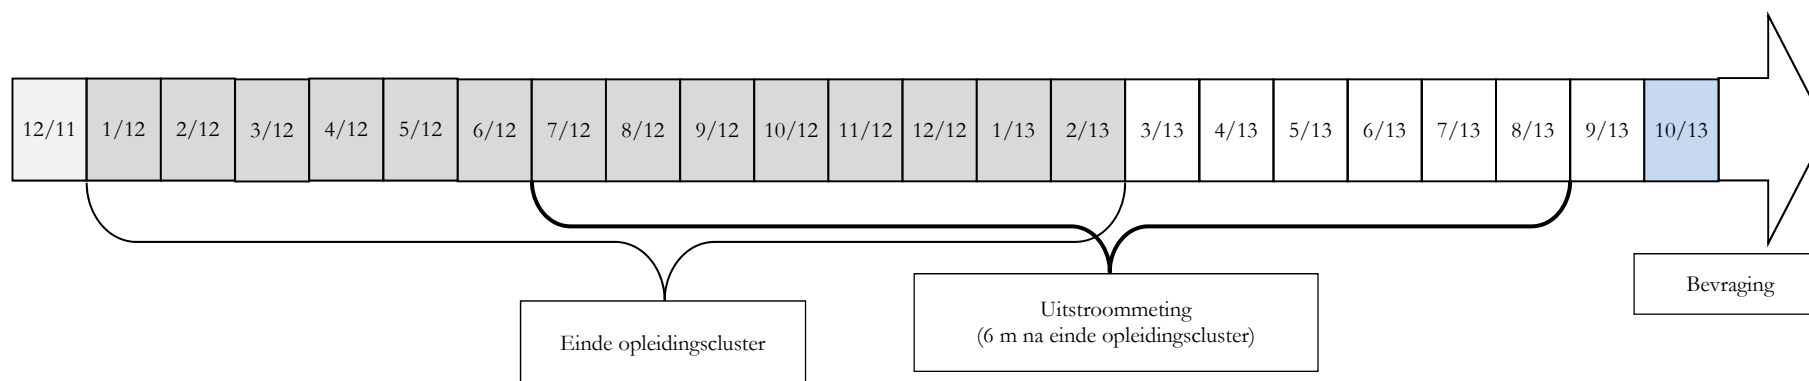 12/11 1/12 2/12 3/12 4/12 5/12 6/12 7/12 8/12 9/12 10/12 11/12 12/12 1/13 2/13 3/13 4/13 5/13 6/13 7/13 8/13 9/13 10/13
Bevraging
Uitstroommeting
(6 m na einde opleidingscluster)
Einde opleidingscluster